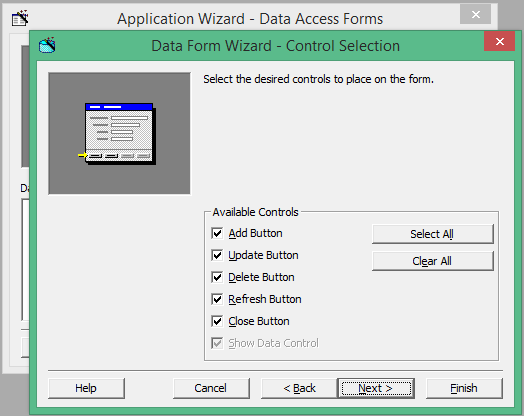 Application Wizard - Data Access Forms
Data Form Wizard - Control Selection
Select the desired controls to place on the form.
Da
Available Controls
Add Button
Select All
Update Button
Clear All
Delete Button
Refresh Button
Close Button
Show Data Control
Help
Cancel
< Back
Next >
Finish